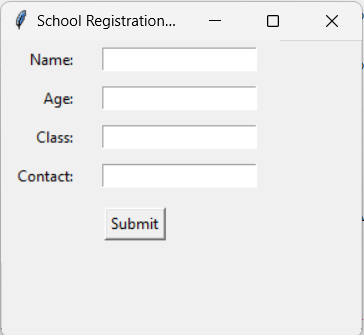 School Registration...
Name:
Age:
Class:
Contact:
Submit